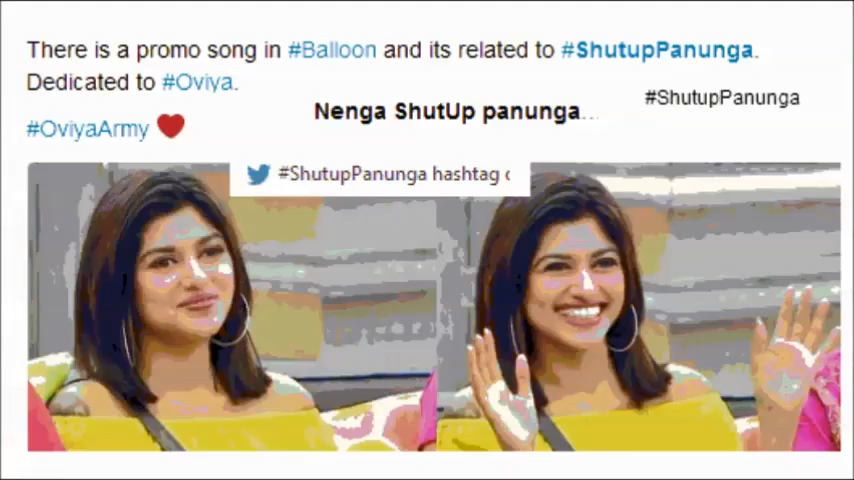 There is a promo song in #Balloon and its related to #ShutupPanunga.
Dedicated to #Oviya.
#ShutupPanunga
Nenga ShutUp panunga...
#OviyaArmy
#ShutupPanunga hashtag